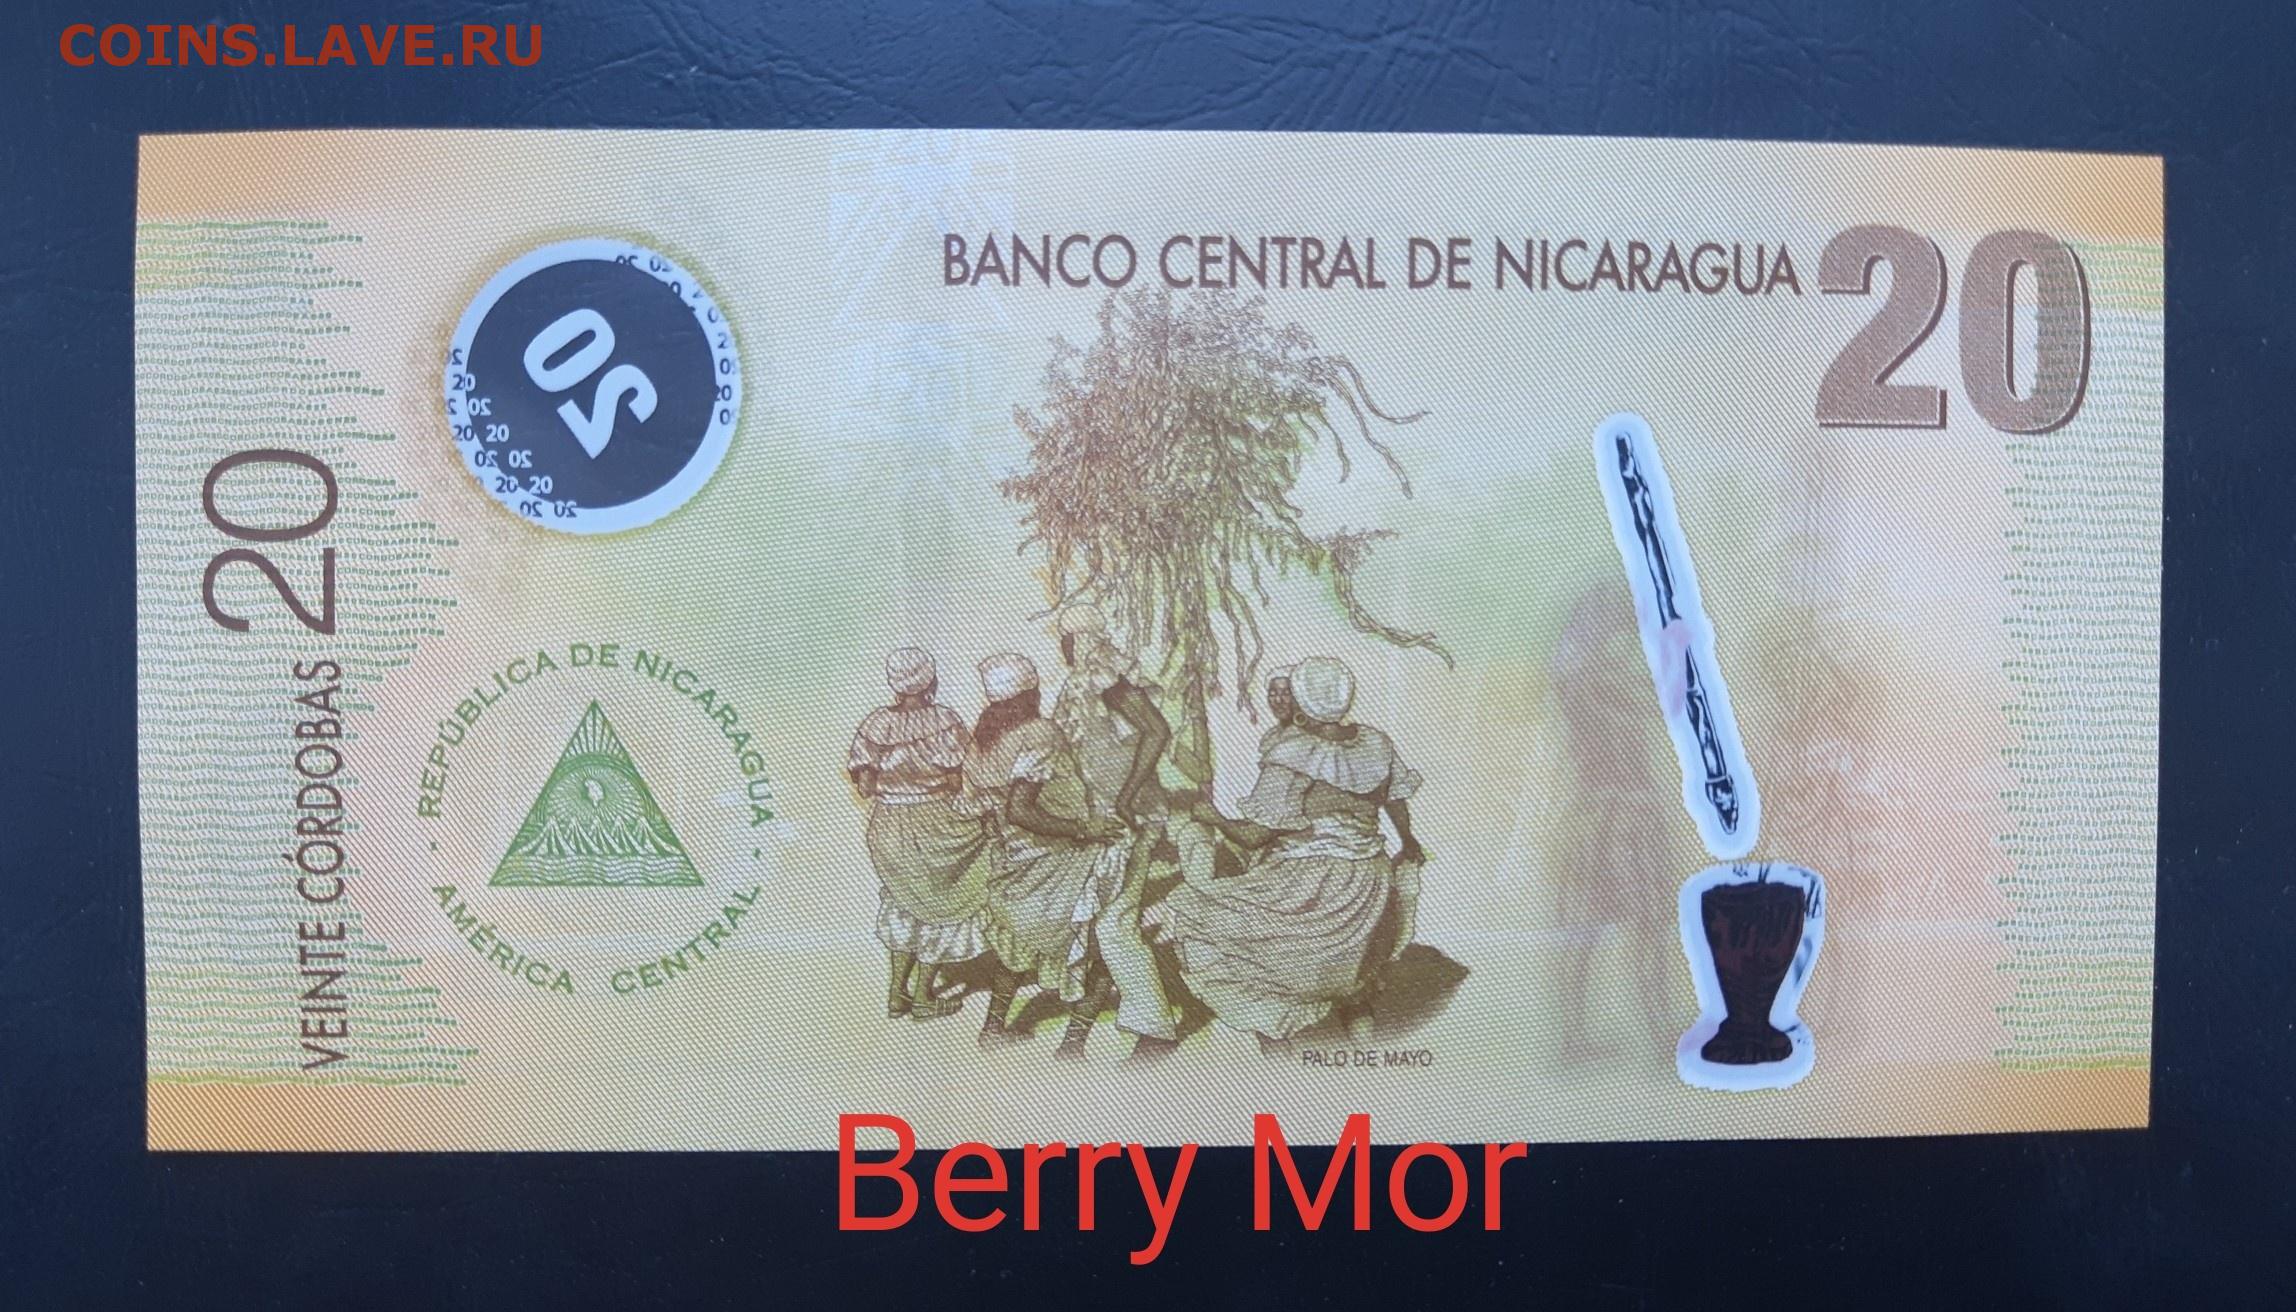 COINS.LAVE.RU
BANCO CENTRAL DE NICARAGUA
20
20
VEINTE CÓRDOBAS 20
REPÚBLICA DE NICARAGUA
- AMÉRICA CENTRAL -
PALO DE MAYO
Berry Mor